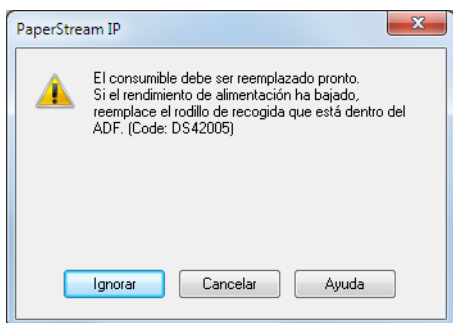 PaperStream IP
El consumible debe ser reemplazado pronto.
Si el rendimiento de alimentación ha bajado,
reemplace el rodillo de recogida que está dentro del
ADF. (Code: DS42005)
Ignorar Cancelar Ayuda